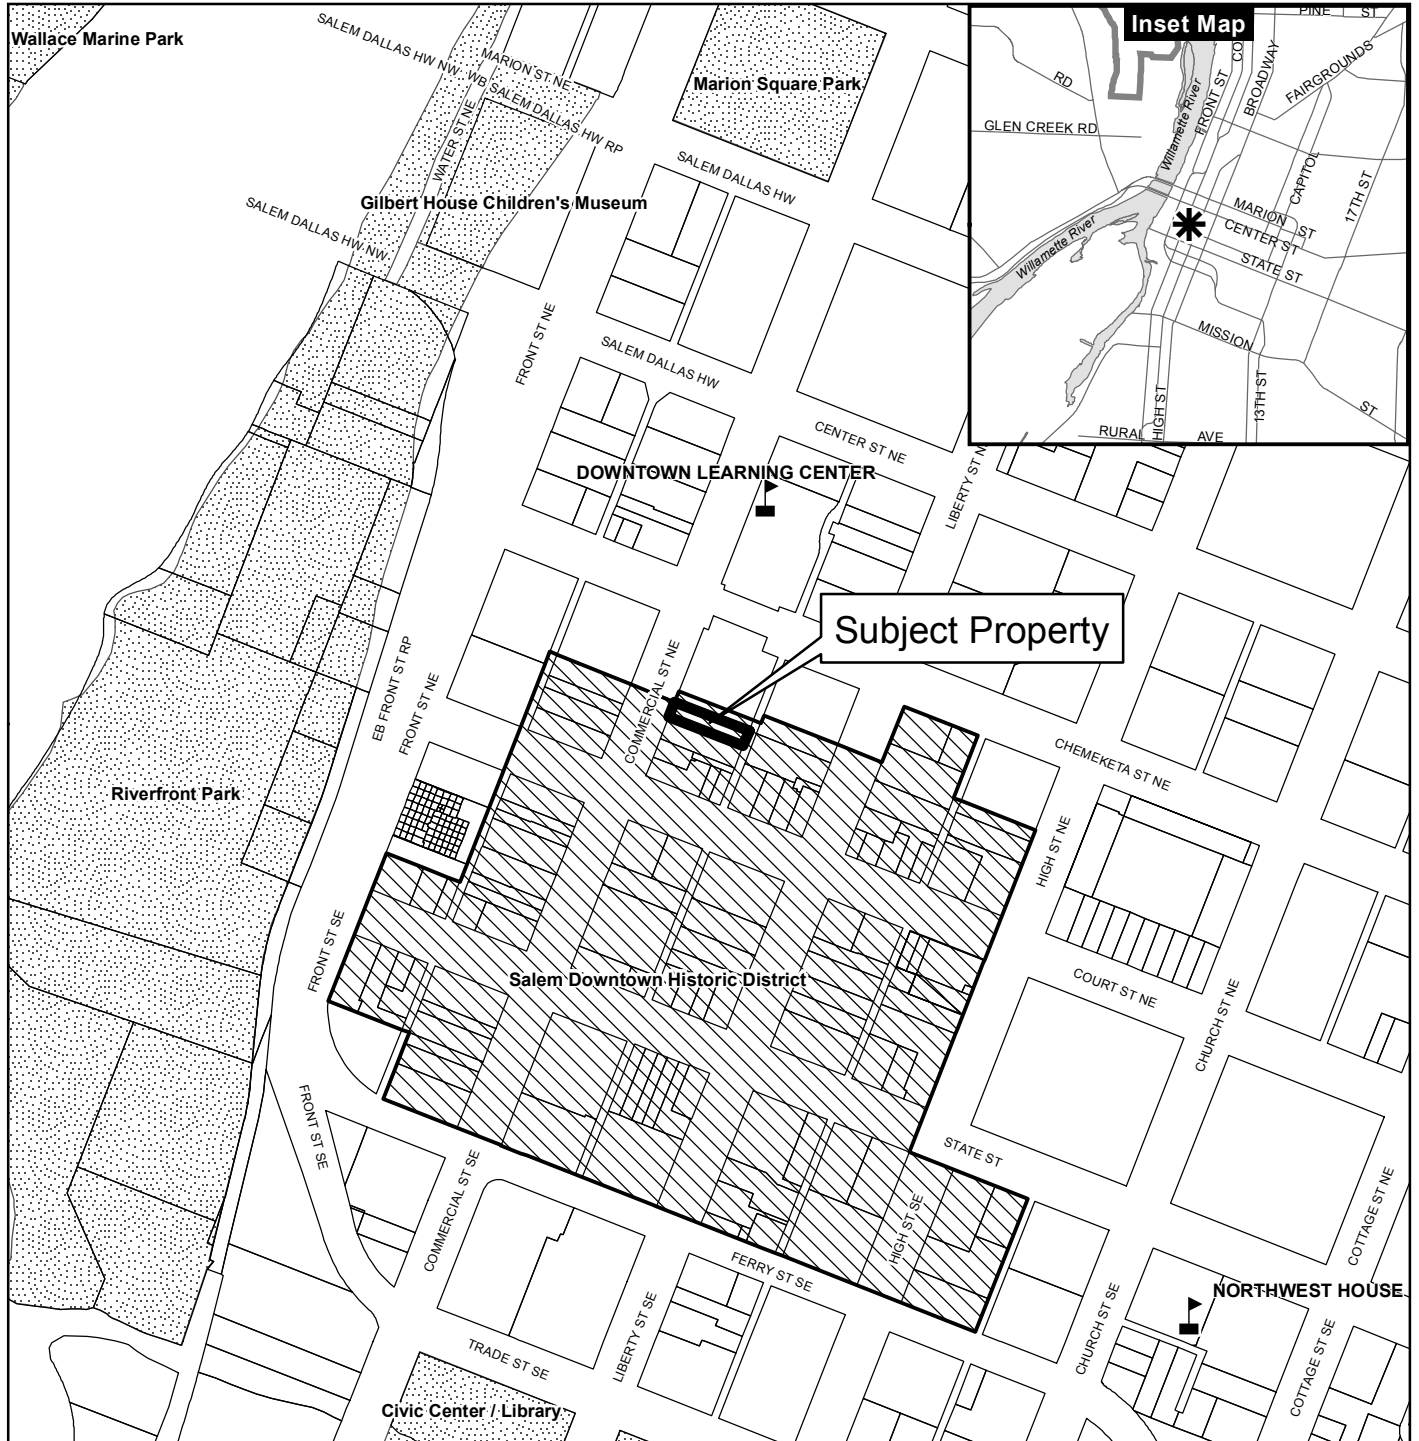 Wallace Marine Park
SALEM DALLAS HW NW
MARION ST NE
WB SALEM DALLAS HW RP
WATER ST NE
Marion Square Park
SALEM DALLAS HW
Gilbert House Children's Museum
SALEM DALLAS HW NW
FRONT ST NE
SALEM DALLAS HW
CENTER ST NE
LIBERTY ST N
DOWNTOWN LEARNING CENTER
Inset Map
PINE ST
RD
GLEN CREEK RD
Willamette River
FRONT ST
CO
BROADWAY
FAIRGROUNDS
CAPITOL
17TH ST
MARION ST
CENTER ST
STATE ST
Willamette River
MISSION ST
HIGH ST
13TH ST
RURAL AVE
Subject Property
EB FRONT ST RP
FRONT ST NE
COMMERCIAL ST NE
CHEMEKETA ST NE
Riverfront Park
HIGH ST NE
FRONT ST SE
Salem Downtown Historic District
COURT ST NE
CHURCH ST NE
FRONT ST SE
COMMERCIAL ST SE
STATE ST
COTTAGE ST NE
HIGH ST SE
FERRY ST SE
NORTHWEST HOUSE
LIBERTY ST SE
CHURCH ST SE
TRADE ST SE
COTTAGE ST SE
Civic Center / Library